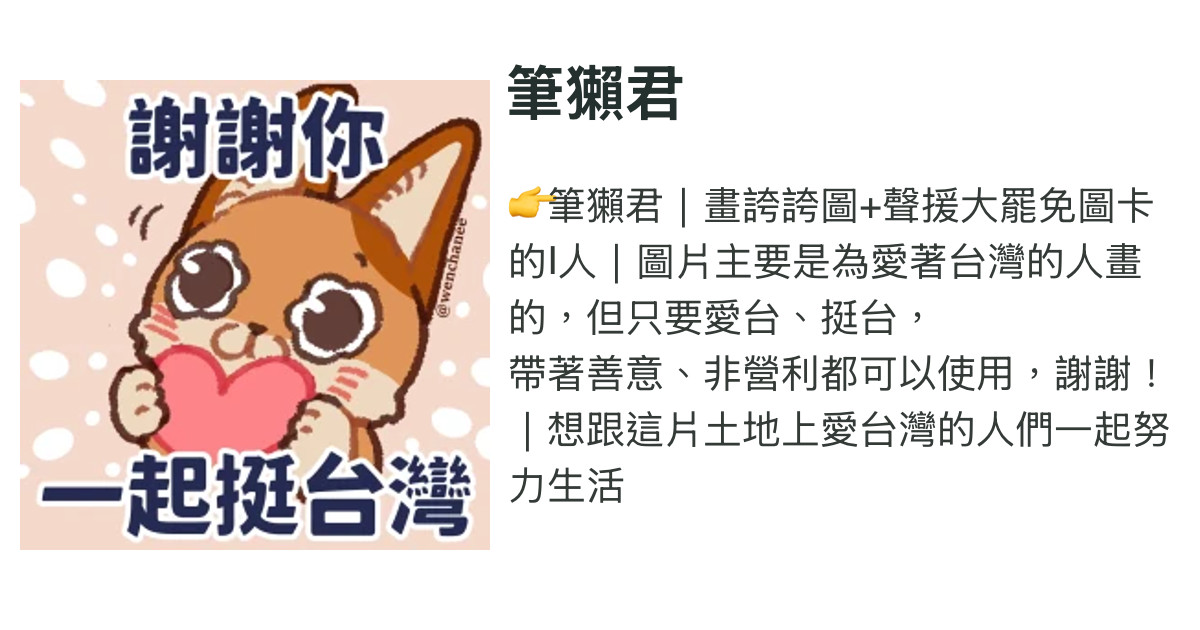 謝謝你
@wenchanee
一起挺台灣
筆獺君
👉筆獺君｜畫誇誇圖+聲援大罷免圖卡
的I人｜圖片主要是為愛著台灣的人畫
的，但只要愛台、挺台，
帶著善意、非營利都可以使用，謝謝！
｜想跟這片土地上愛台灣的人們一起努
力生活